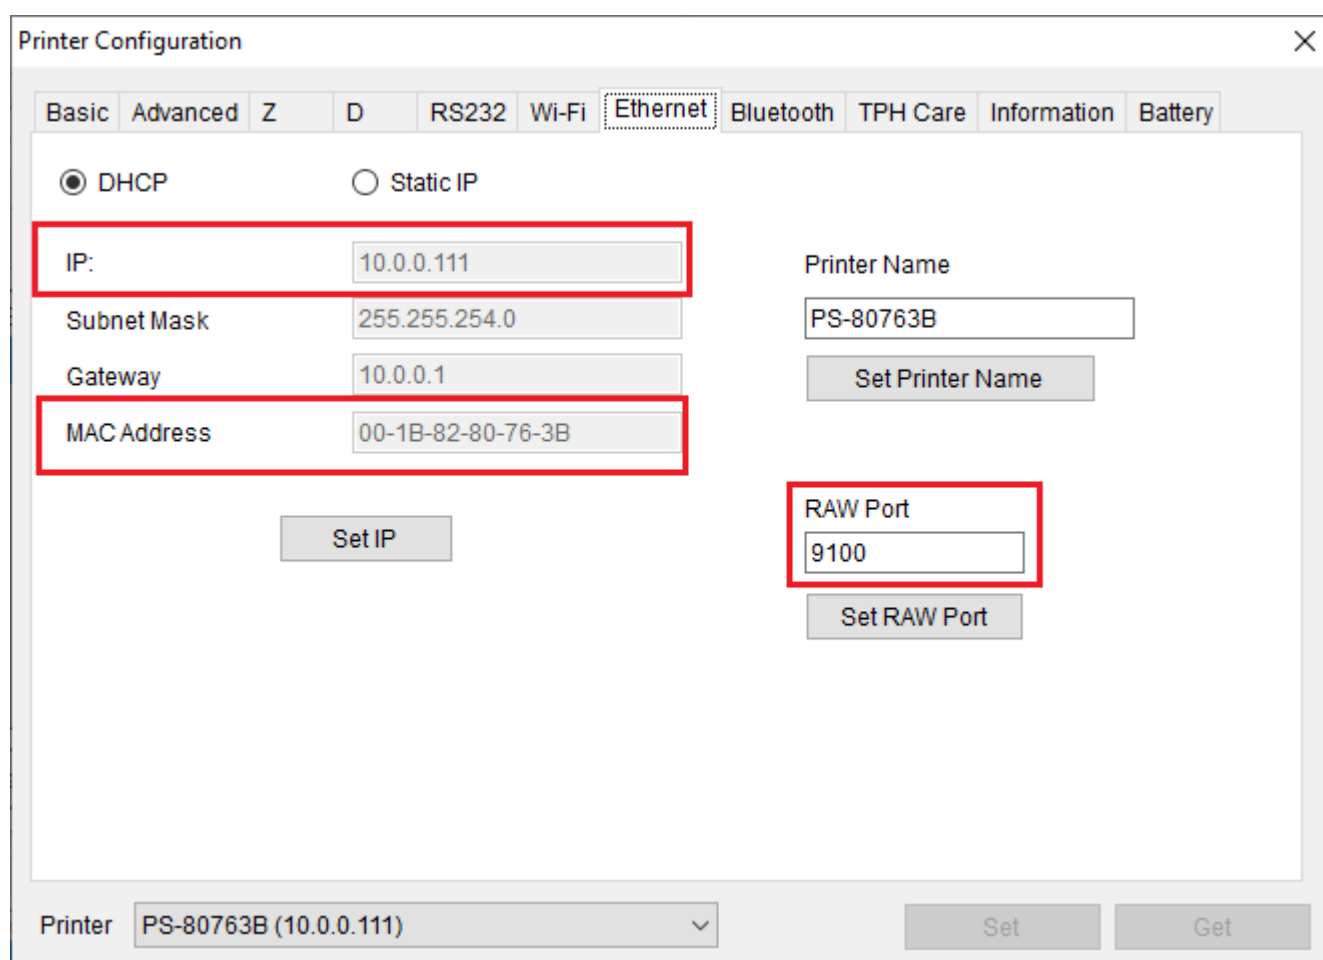 Printer Configuration
Basic Advanced Z D RS232 Wi-Fi Ethernet Bluetooth TPH Care Information Battery
DHCP Static IP
IP: 10.0.0.111
Printer Name
Subnet Mask 255.255.254.0
PS-80763B
Gateway 10.0.0.1
Set Printer Name
MAC Address 00-1B-82-80-76-3B
RAW Port
Set IP
9100
Set RAW Port
Printer PS-80763B (10.0.0.111) Set Get